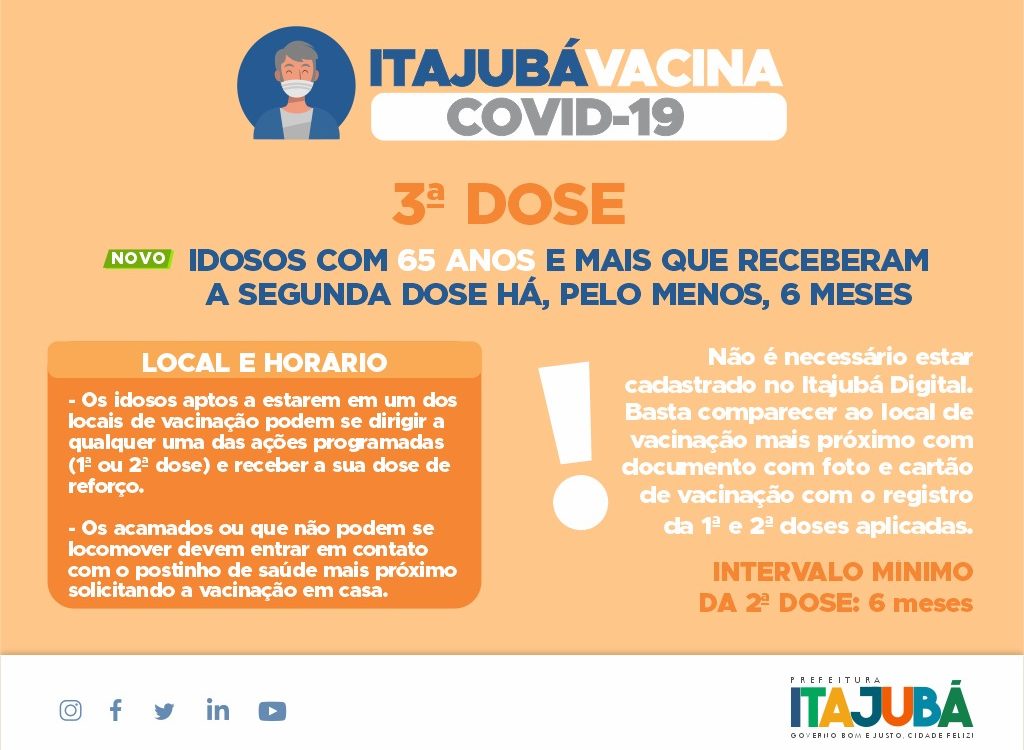 ITAJUBÁVACINA
COVID-19
3ª DOSE
NOVO IDOSOS COM 65 ANOS E MAIS QUE RECEBERAM
A SEGUNDA DOSE HÁ, PELO MENOS, 6 MESES
LOCAL E HORARIO
- Os idosos aptos a estarem em um dos
locais de vacinação podem se dirigir a
qualquer uma das ações programadas
(1ª ou 2ª dose) e receber a sua dose de
reforço.
- Os acamados ou que não podem se
locomover devem entrar em contato
com o postinho de saúde mais próximo
solicitando a vacinação em casa.
!
Não é necessário estar
cadastrado no Itajubá Digital.
Basta comparecer ao local de
vacinação mais próximo com
documento com foto e cartão
de vacinação com o registro
da 1ª e 2ª doses aplicadas.
INTERVALO MINIMO
DA 2ª DOSE: 6 meses
PREFEITURA
ITAJUBÁ
GOVERNO BOM E JUSTO, CIDADE FELIZ!